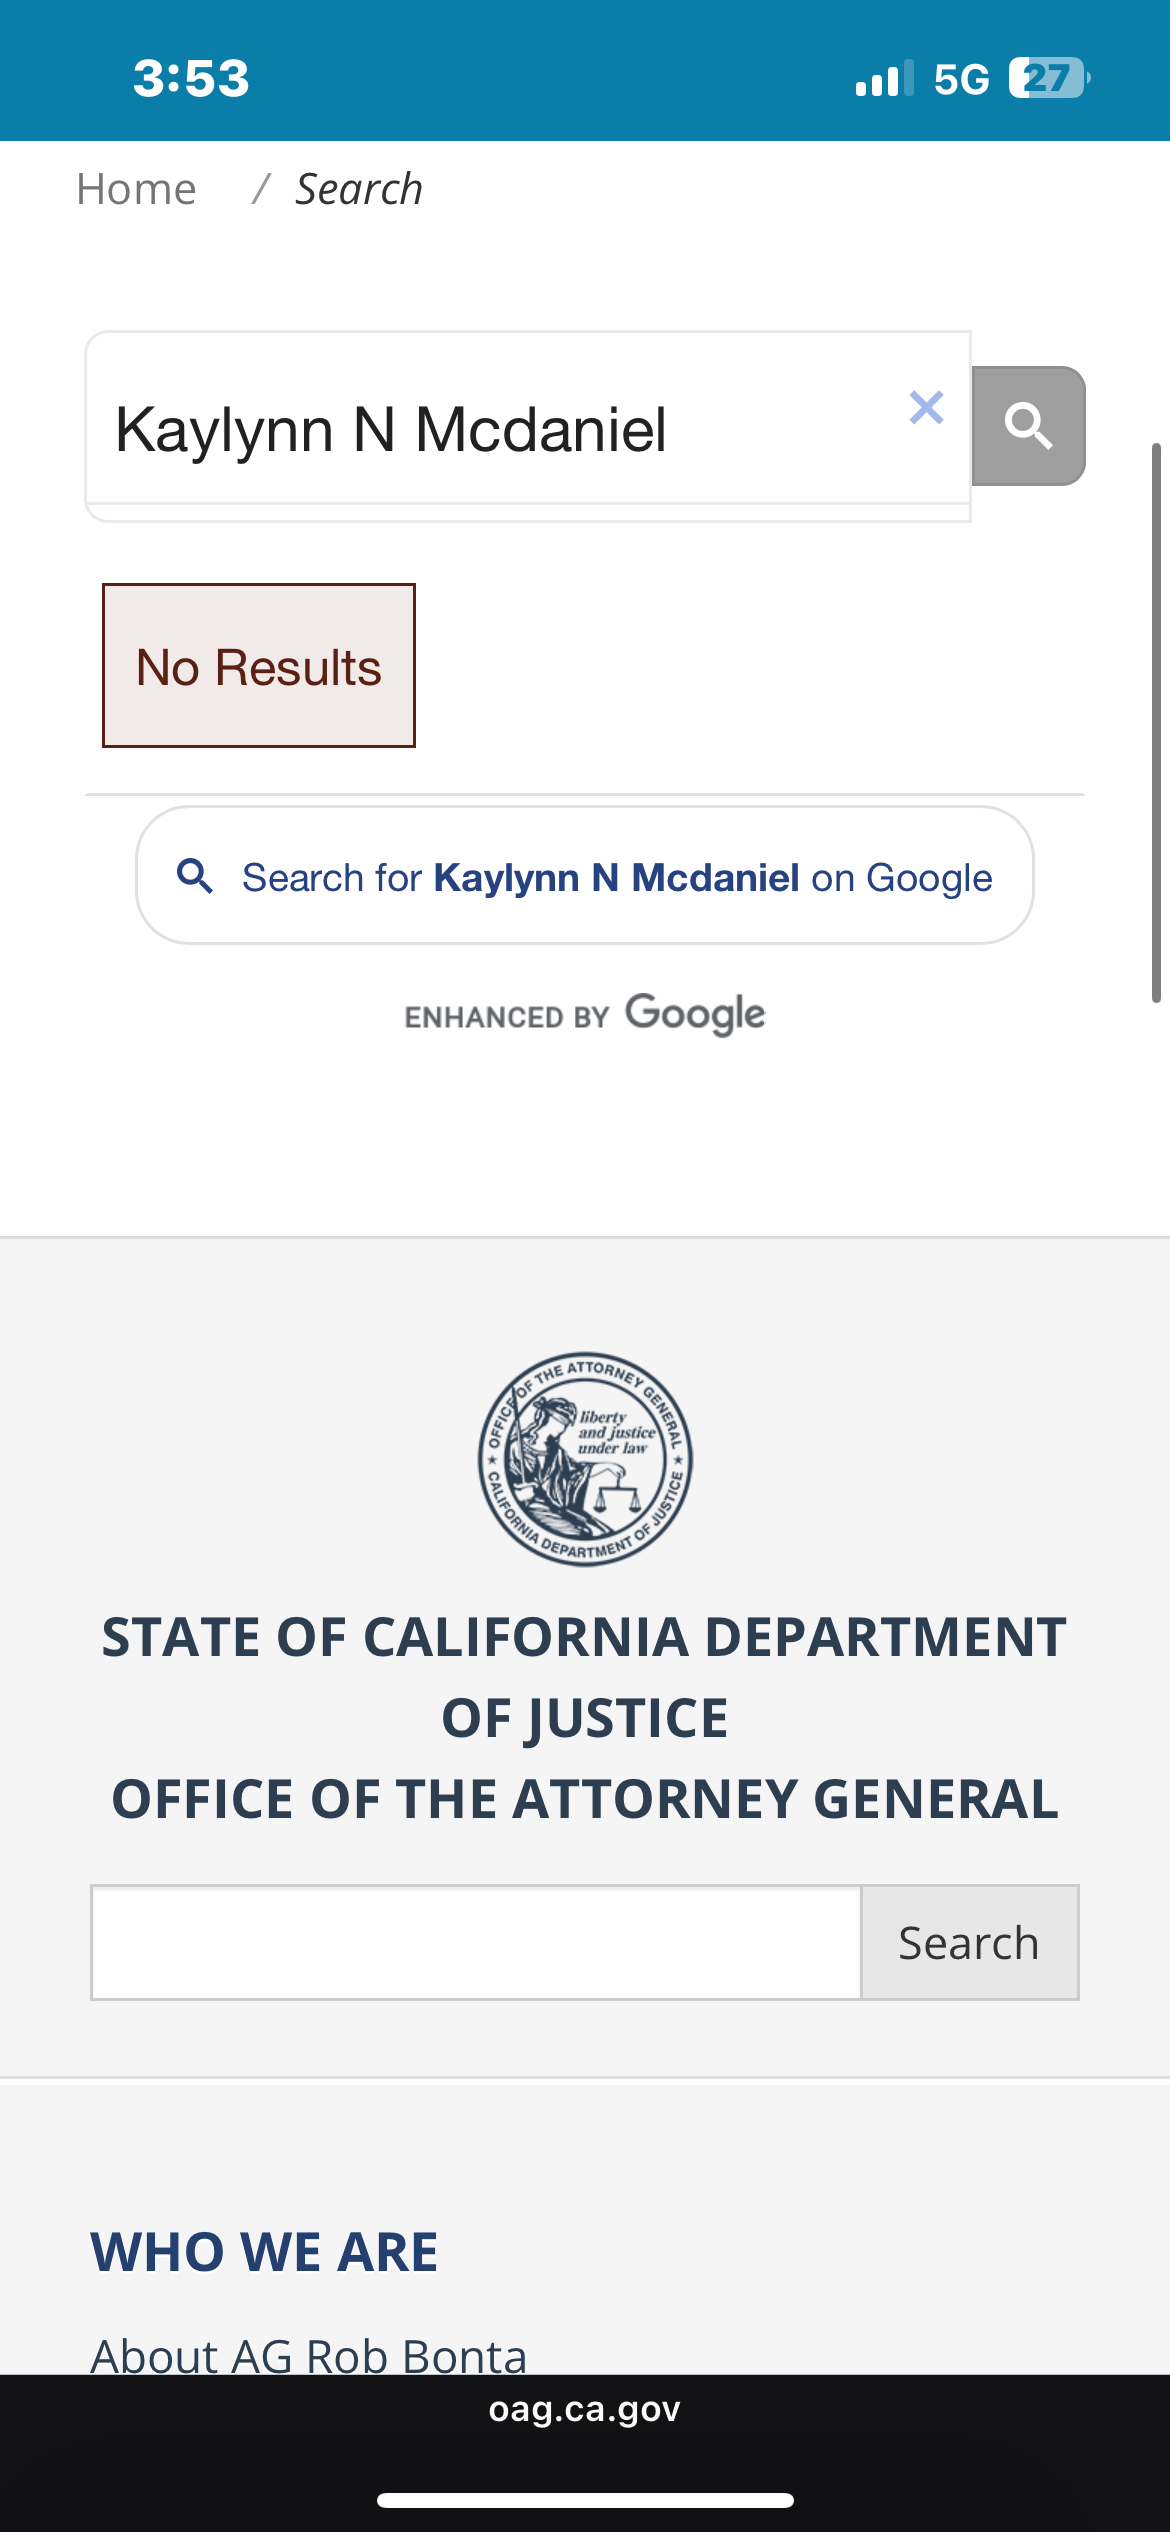 3:53
5G
27
Home / Search
Kaylynn N Mcdaniel
No Results
Search for Kaylynn N Mcdaniel on Google
ENHANCED BY Google
OFFICE OF THE ATTORNEY GENERAL
liberty
and justice
under law
CALIFORNIA DEPARTMENT OF JUSTICE
STATE OF CALIFORNIA DEPARTMENT
OF JUSTICE
OFFICE OF THE ATTORNEY GENERAL
Search
WHO WE ARE
About AG Rob Bonta
oag.ca.gov